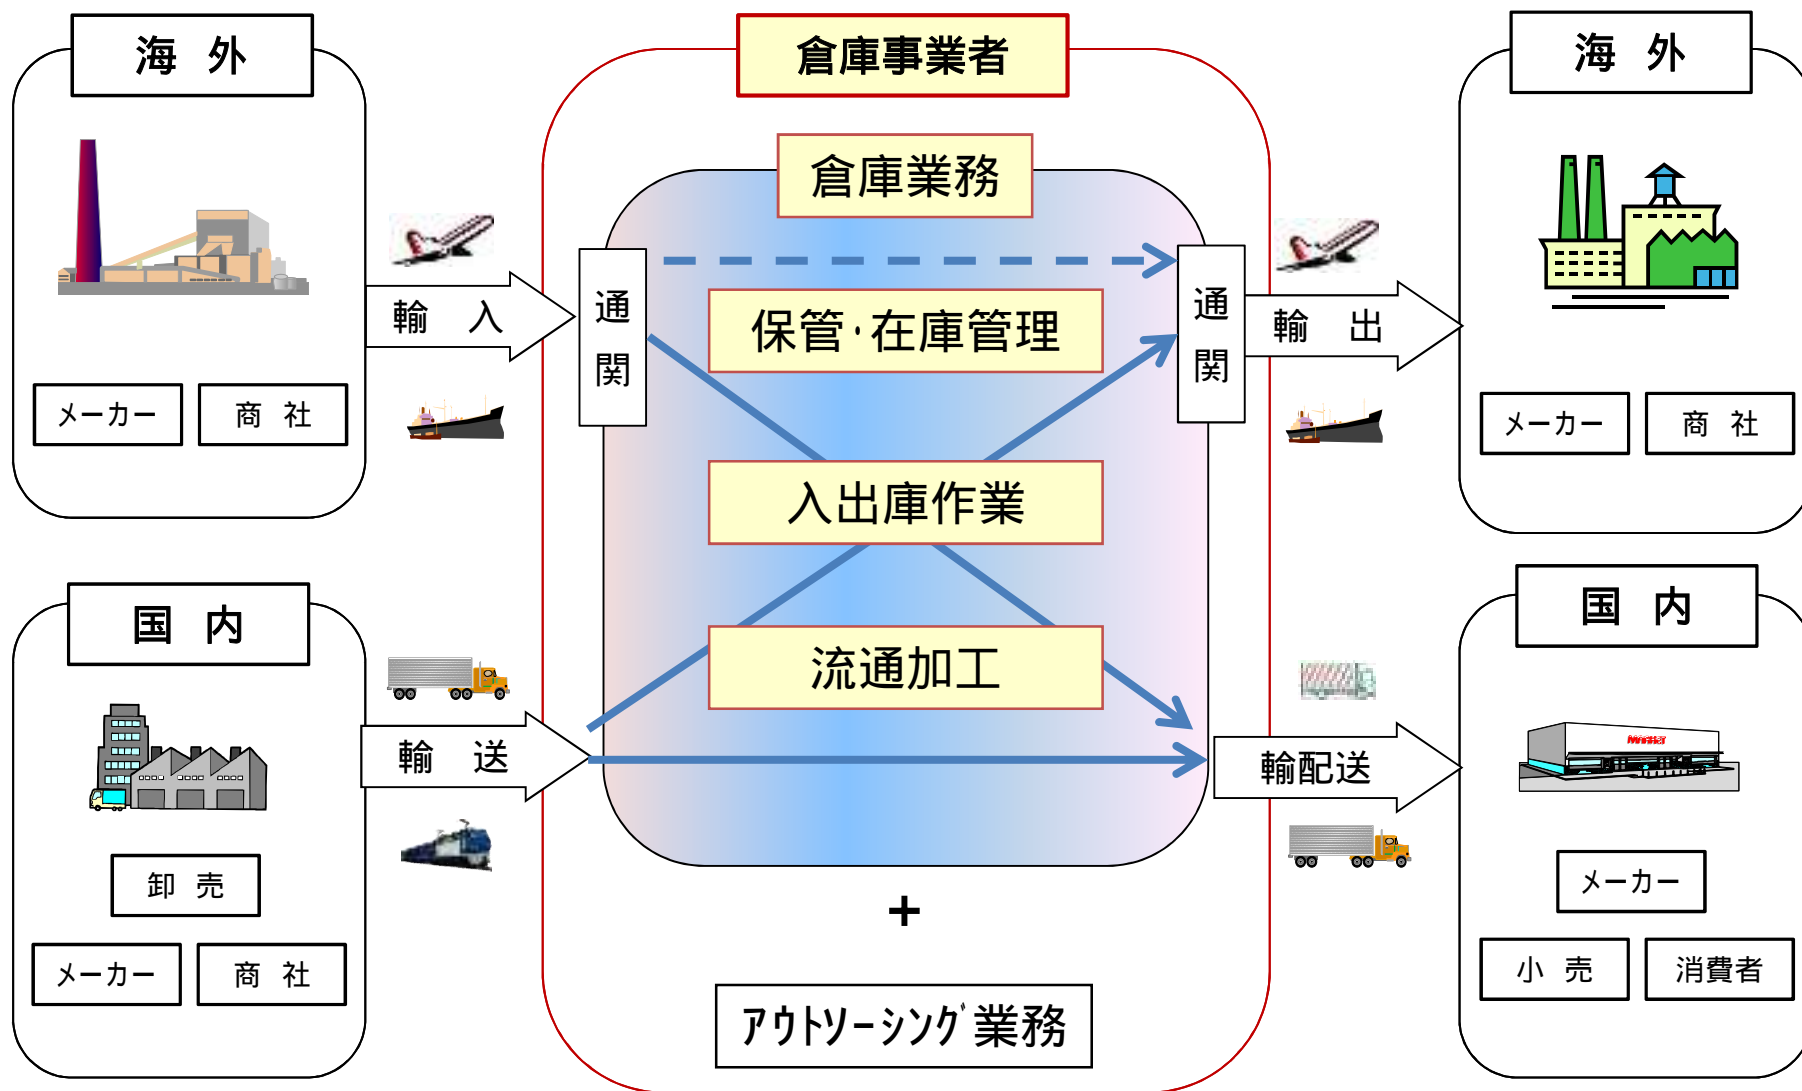 海 外
メーカー
商 社
国 内
卸 売
メーカー
商 社
輸 入
輸 送
倉庫事業者
倉庫業務
通関
保管・在庫管理
入出庫作業
流通加工
通関
+
ｱｳﾄｿｰｼﾝｸﾞ業務
輸 出
輸配送
海 外
メーカー
商 社
国 内
メーカー
小 売
消費者